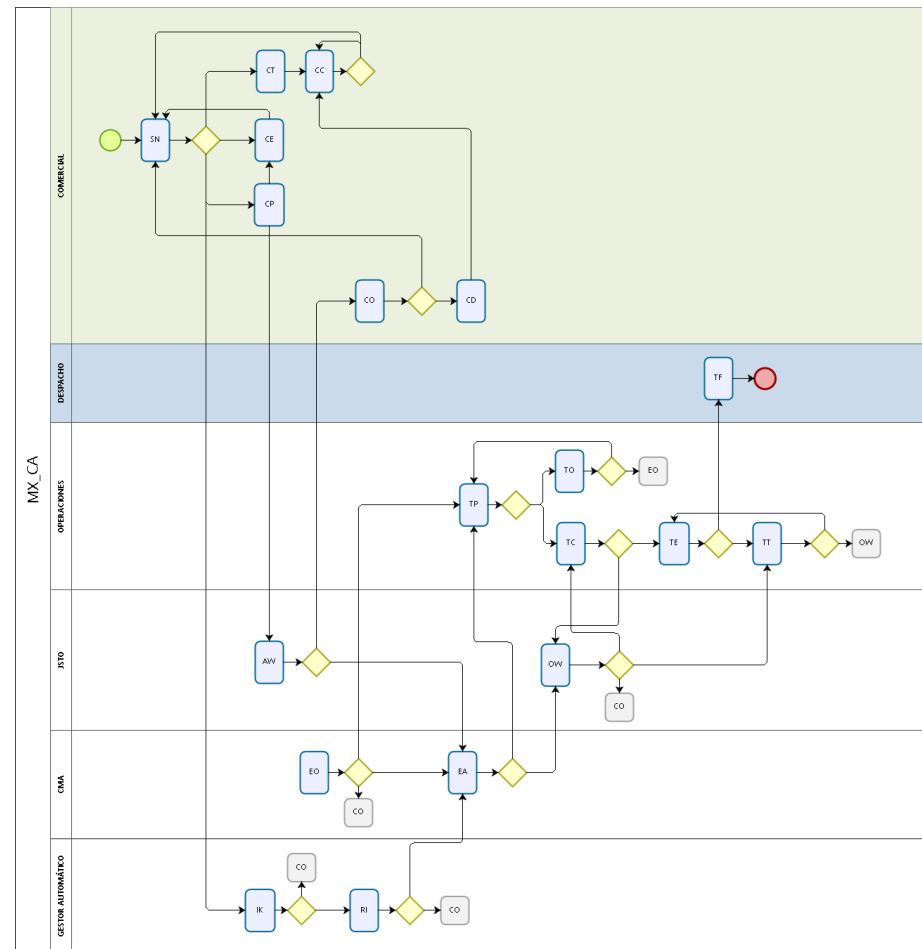 MX_CA
COMERCIAL
CT
CC
SN
CE
CP
CO
CD
DESPACHO
TF
OPERACIONES
TO
EO
TP
TC
TE
TT
OW
JSTO
AW
OW
CO
CMA
EO
EA
CO
GESTOR AUTOMÁTICO
CO
IK
RI
CO